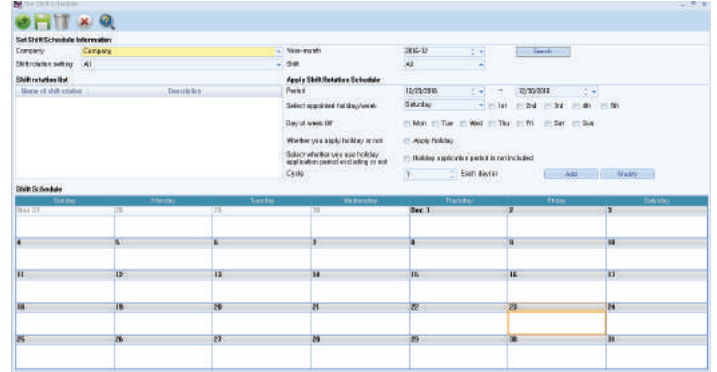 Set Shift Schedule
Set Shift Schedule Information
Company Company Year-month 2016-12 Search
Shift rotation setting All Shift All
Shift rotation list Apply Shift Rotation Schedule
Name of shift rotation Description Period 12/23/2016 ~ 12/30/2016
Select appointed holiday/week Saturday 1st 2nd 3rd 4th 5th
Day of week Off Mon Tue Wed Thu Fri Sat Sun
Whether you apply holiday or not Apply Holiday
Select whether you use holiday
application period excluding or not Holiday application period is not included
Cycle 1 Each day(s) Add Modify
Shift Schedule
Sunday Monday Tuesday Wednesday Thursday Friday Saturday
Nov 27 28 29 30 Dec 1 2 3
4 5 6 7 8 9 10
11 12 13 14 15 16 17
18 19 20 21 22 23 24
25 26 27 28 29 30 31